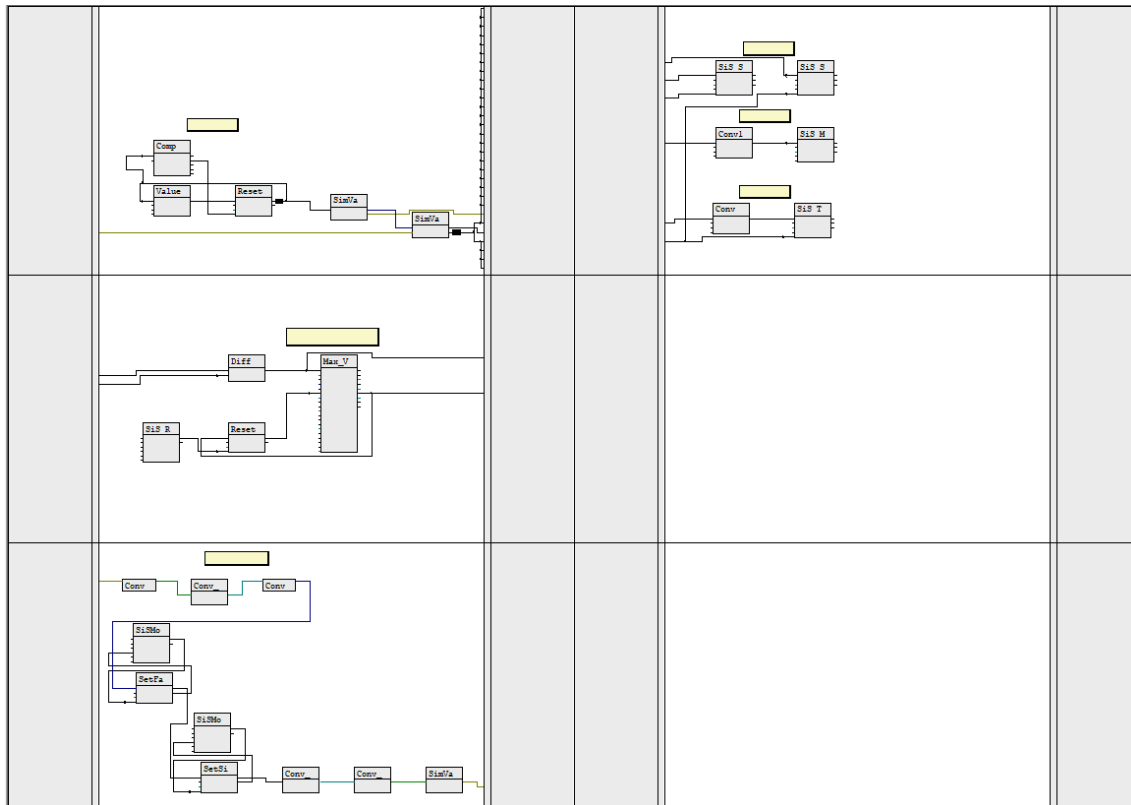 Comp
Value
Reset
SimVa
SimVa
SiS S
SiS S
Conv1
SiS M
Conv
SiS T
Diff
Max_V
SiS R
Reset
Conv
Conv_
Conv
SiSMo
SetFa
SiSMo
SetSi
Conv_
Conv_
SimVa